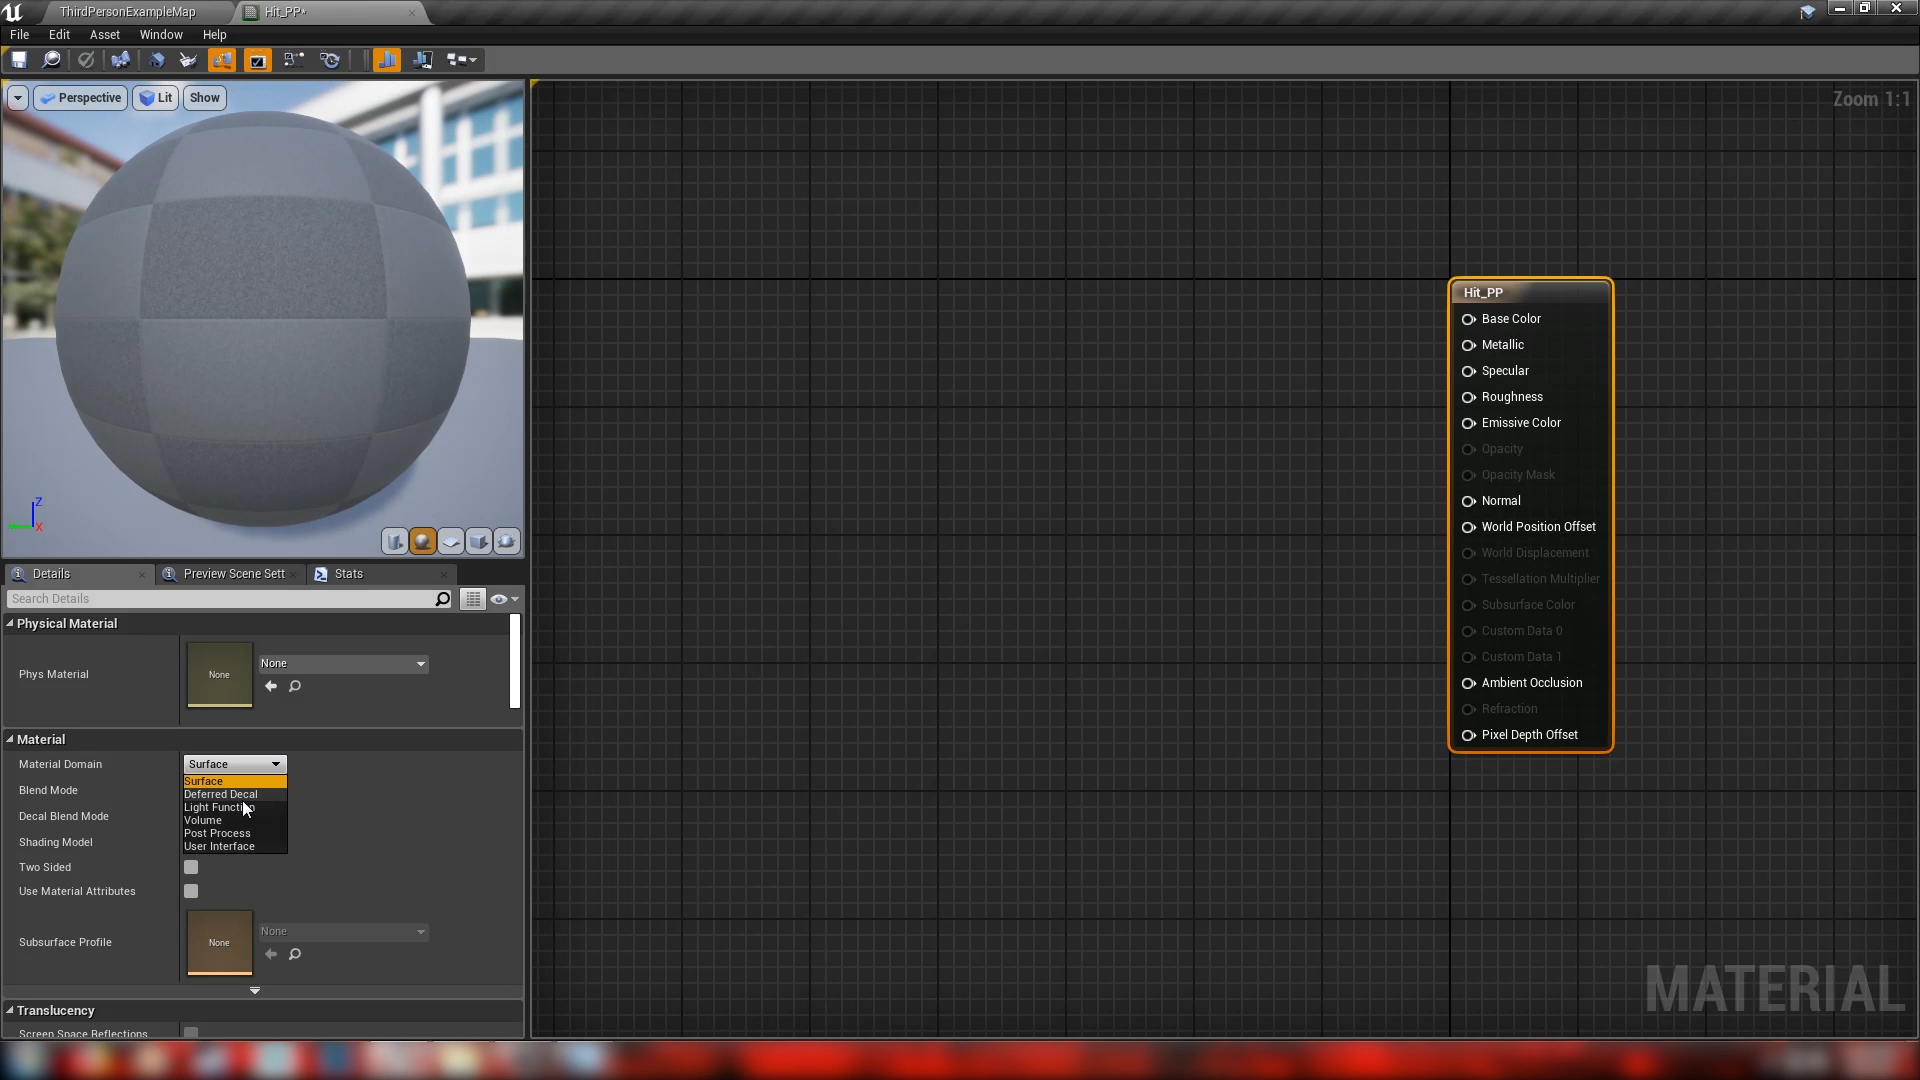 ThirdPersonExampleMap
Hit_PP*
File Edit Asset Window Help
Perspective
Lit
Show
Zoom 1:1
Z
X
Hit_PP
Base Color
Metallic
Specular
Roughness
Emissive Color
Opacity
Opacity Mask
Normal
World Position Offset
World Displacement
Tessellation Multiplier
Subsurface Color
Custom Data 0
Custom Data 1
Ambient Occlusion
Refraction
Pixel Depth Offset
MATERIAL
Details
Preview Scene Sett
Stats
Search Details
Physical Material
Phys Material
None
None
Material
Material Domain
Surface
Surface
Deferred Decal
Light Function
Volume
Post Process
User Interface
Blend Mode
Decal Blend Mode
Shading Model
Two Sided
Use Material Attributes
Subsurface Profile
None
None
Translucency
Screen Space Reflections